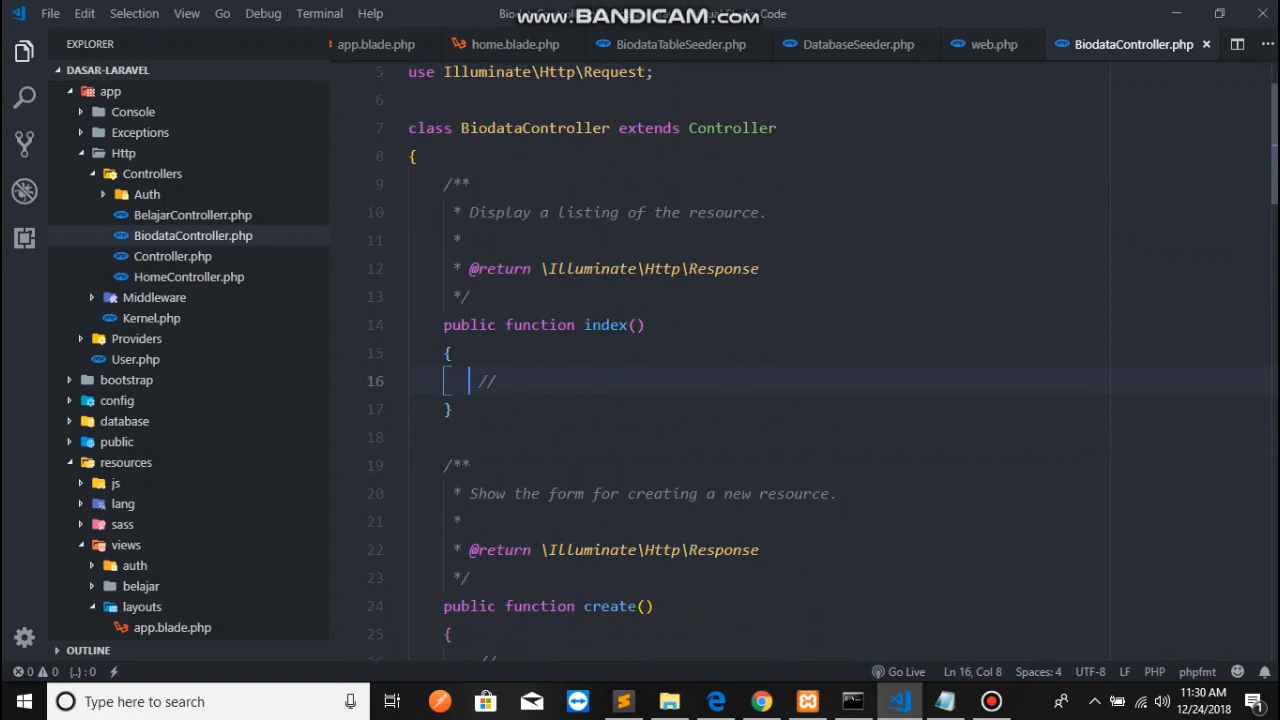 File Edit Selection View Go Debug Terminal Help
www.BANDICAM.com
EXPLORER
app.blade.php home.blade.php BiodataTableSeeder.php DatabaseSeeder.php web.php BiodataController.php
DASAR-LARAVEL
app
Console
Exceptions
Http
Controllers
Auth
BelajarControllerr.php
BiodataController.php
Controller.php
HomeController.php
Middleware
Kernel.php
Providers
User.php
bootstrap
config
database
public
resources
js
lang
sass
views
auth
belajar
layouts
app.blade.php
OUTLINE
5 use Illuminate\Http\Request;
6
7 class BiodataController extends Controller
8 {
9 /**
10 * Display a listing of the resource.
11 *
12 * @return \Illuminate\Http\Response
13 */
14 public function index()
15 {
16 //
17 }
18
19 /**
20 * Show the form for creating a new resource.
21 *
22 * @return \Illuminate\Http\Response
23 */
24 public function create()
25 {
0 0 {..} : 0 Go Live Ln 16, Col 8 Spaces: 4 UTF-8 LF PHP phpfmt
Type here to search
11:30 AM
12/24/2018
1